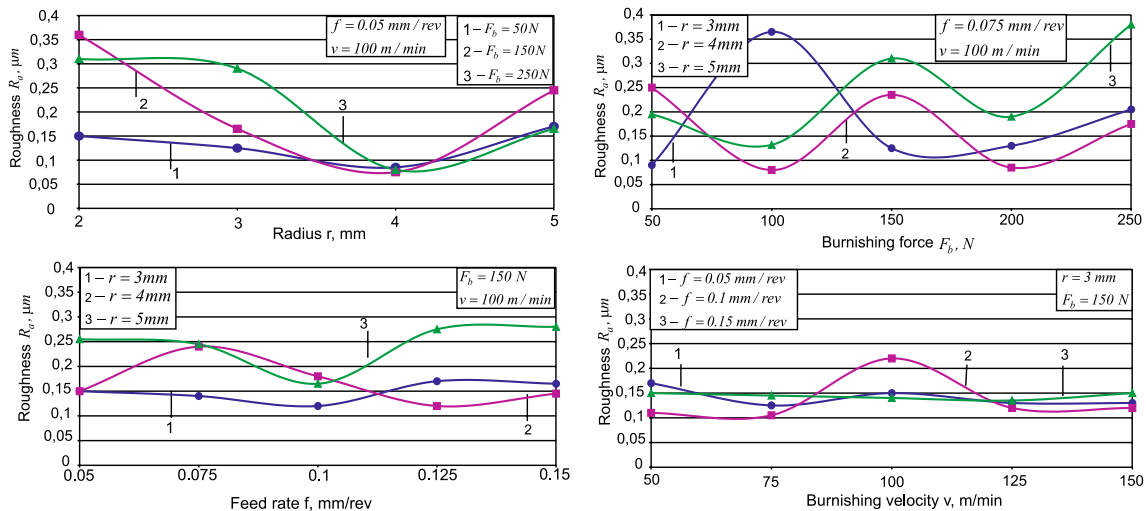 0,4
0,35
0,3
0,25
0,2
0,15
0,1
0,05
0
Roughness Rₐ, μm
f = 0.05 mm / rev
v = 100 m / min
1 – F_b = 50 N
2 – F_b = 150 N
3 – F_b = 250 N
2
3
1
2 3 4 5
Radius r, mm
0,4
0,35
0,3
0,25
0,2
0,15
0,1
0,05
0
Roughness Rₐ, μm
1 – r = 3mm
2 – r = 4mm
3 – r = 5mm
f = 0.075 mm / rev
v = 100 m / min
3
1
2
50 100 150 200 250
Burnishing force F_b, N
0,4
0,35
0,3
0,25
0,2
0,15
0,1
0,05
0
Roughness Rₐ, μm
1 – r = 3mm
2 – r = 4mm
3 – r = 5mm
F_b = 150 N
v = 100 m / min
3
1
2
0.05 0.075 0.1 0.125 0.15
Feed rate f, mm/rev
0,4
0,35
0,3
0,25
0,2
0,15
0,1
0,05
0
Roughness Rₐ, μm
1 – f = 0.05 mm / rev
2 – f = 0.1 mm / rev
3 – f = 0.15 mm / rev
r = 3 mm
F_b = 150 N
1
2
3
50 75 100 125 150
Burnishing velocity v, m/min